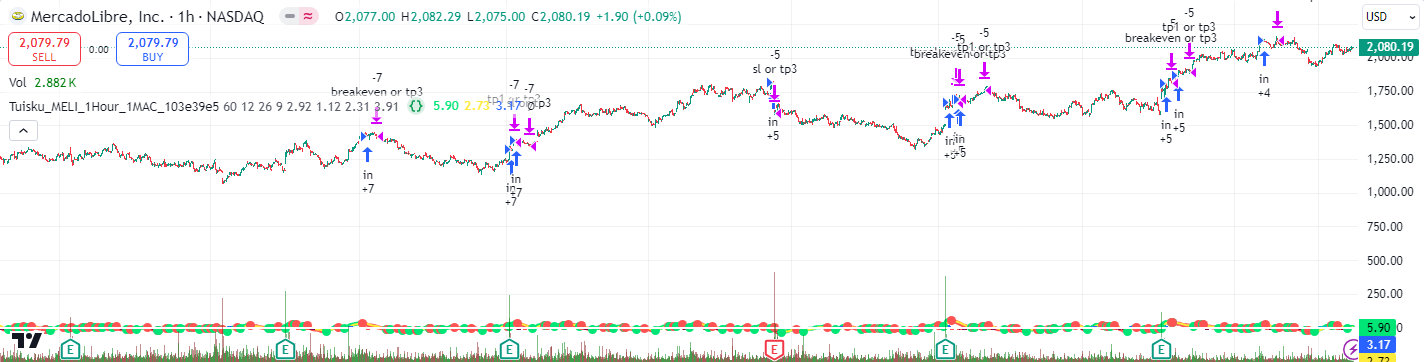 MercadoLibre, Inc. · 1h · NASDAQ O2,077.00 H2,082.29 L2,075.00 C2,080.19 +1.90 (+0.09%)
USD
2,079.79
SELL
0.00
2,079.79
BUY
Vol 2.882K
Tuisku_MELI_1Hour_1MAC_103e39e5 60 12 26 9 2.92 1.12 2.31 3.91 {} 5.90 2.73 3.17 0
-7
breakeven or tp3
in
+7
-7
-7
tp1 or tp3
in
in
+7
+7
-5
sl or tp3
in
+5
-5
-5
tp1 or tp3
breakeven or tp3
in
in
+5
+5
-5
-5
tp1 or tp3
breakeven or tp3
in
+5
in
+5
in
+4
2,080.19
2,000.00
1,750.00
1,500.00
1,250.00
1,000.00
750.00
500.00
250.00
5.90
3.17
2.73
E
E
E
E
E
E